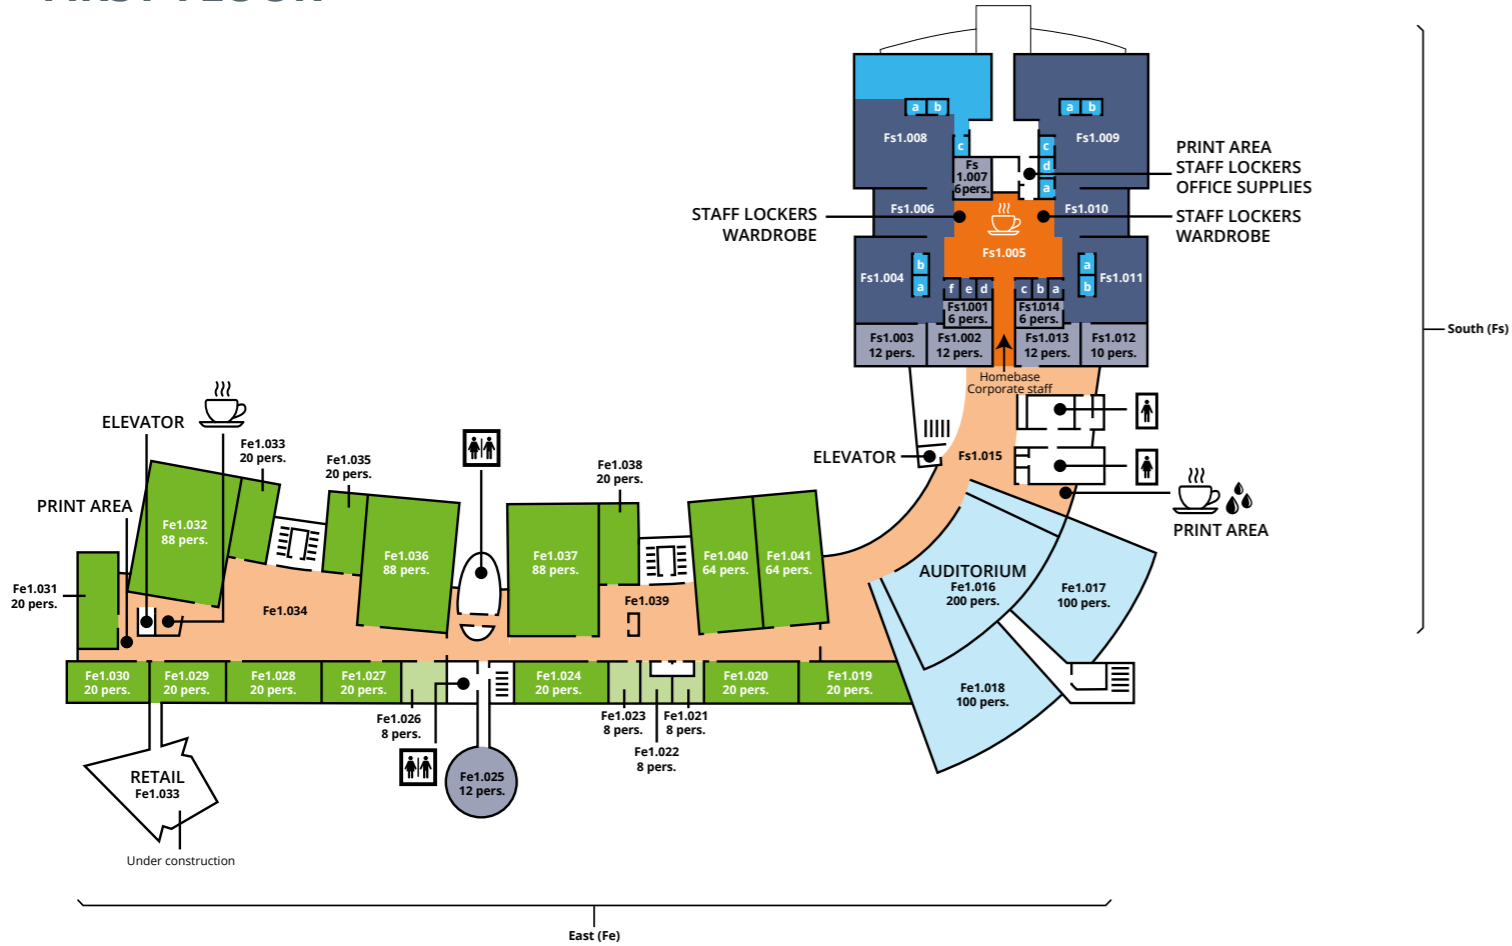 FIRST FLOOR
a b
a b
Fs1.008
Fs1.009
c
c
d
a
Fs
1.007
6pers.
PRINT AREA
STAFF LOCKERS
OFFICE SUPPLIES
STAFF LOCKERS
WARDROBE
Fs1.006
Fs1.010
STAFF LOCKERS
WARDROBE
Fs1.005
Fs1.004
b
a
a
b
Fs1.011
f e d
c b a
Fs1.001
6 pers.
Fs1.014
6 pers.
Fs1.003
12 pers.
Fs1.002
12 pers.
Fs1.013
12 pers.
Fs1.012
10 pers.
South (Fs)
Homebase
Corporate staff
ELEVATOR
Fs1.015
PRINT AREA
ELEVATOR
Fe1.033
20 pers.
Fe1.035
20 pers.
Fe1.038
20 pers.
PRINT AREA
Fe1.032
88 pers.
Fe1.036
88 pers.
Fe1.037
88 pers.
Fe1.040
64 pers.
Fe1.041
64 pers.
Fe1.031
20 pers.
Fe1.034
Fe1.039
AUDITORIUM
Fe1.016
200 pers.
Fe1.017
100 pers.
Fe1.018
100 pers.
Fe1.030
20 pers.
Fe1.029
20 pers.
Fe1.028
20 pers.
Fe1.027
20 pers.
Fe1.024
20 pers.
Fe1.020
20 pers.
Fe1.019
20 pers.
Fe1.026
8 pers.
Fe1.023
8 pers.
Fe1.021
8 pers.
Fe1.022
8 pers.
Fe1.025
12 pers.
RETAIL
Fe1.033
Under construction
East (Fe)